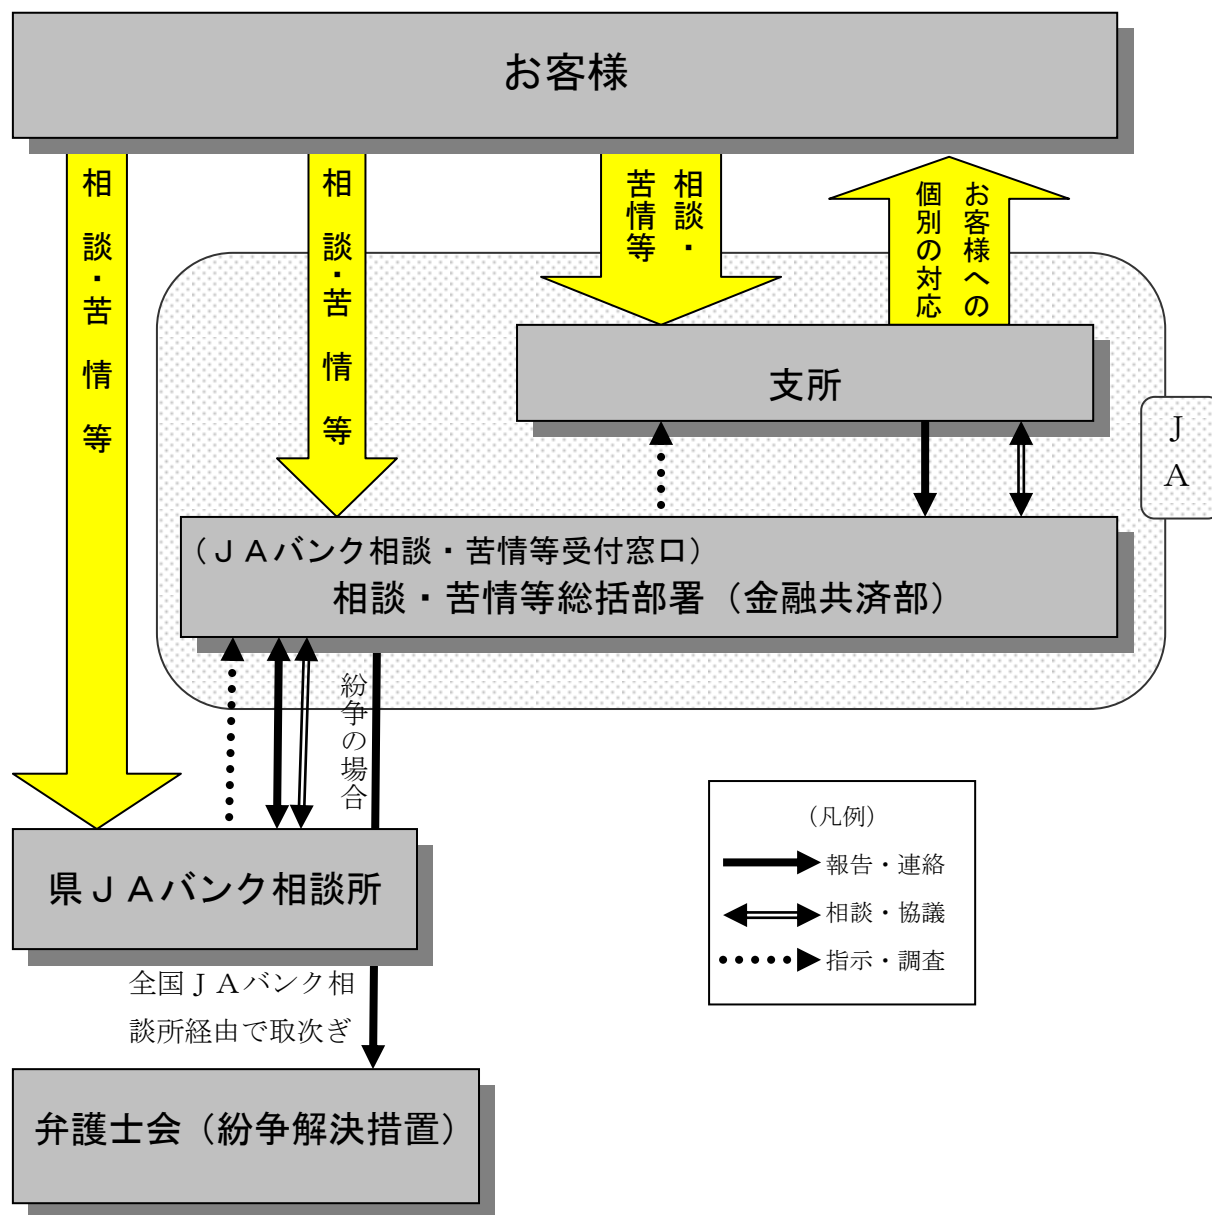 お客様
相談・苦情等
相談・苦情等
相談・
苦情等
お客様への
個別の対応
支所
ＪＡ
（ＪＡバンク相談・苦情等受付窓口）
相談・苦情等総括部署（金融共済部）
紛争の場合
県ＪＡバンク相談所
（凡例）
報告・連絡
相談・協議
指示・調査
全国ＪＡバンク相
談所経由で取次ぎ
弁護士会（紛争解決措置）